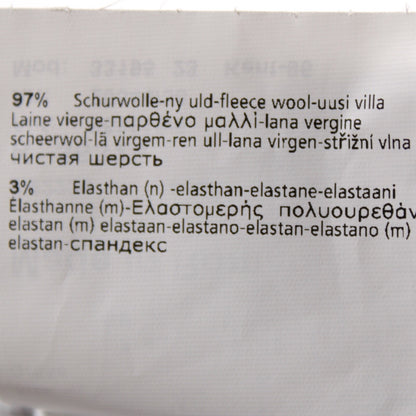 97% Schurwolle-ny uld-fleece wool-uusi villa
Laine vierge-παρθένο μαλλί-lana vergine
scheerwol-lã virgem-ren ull-lana virgen-střižní vlna
чистая шерсть
3% Elasthan (n) -elasthan-elastane-elastaani
Élasthanne (m)-Ελαστομερής πολυουρεθάν
elastan (m) elastaan-elastano-elastan-elastano (m)
elastan-спандекс